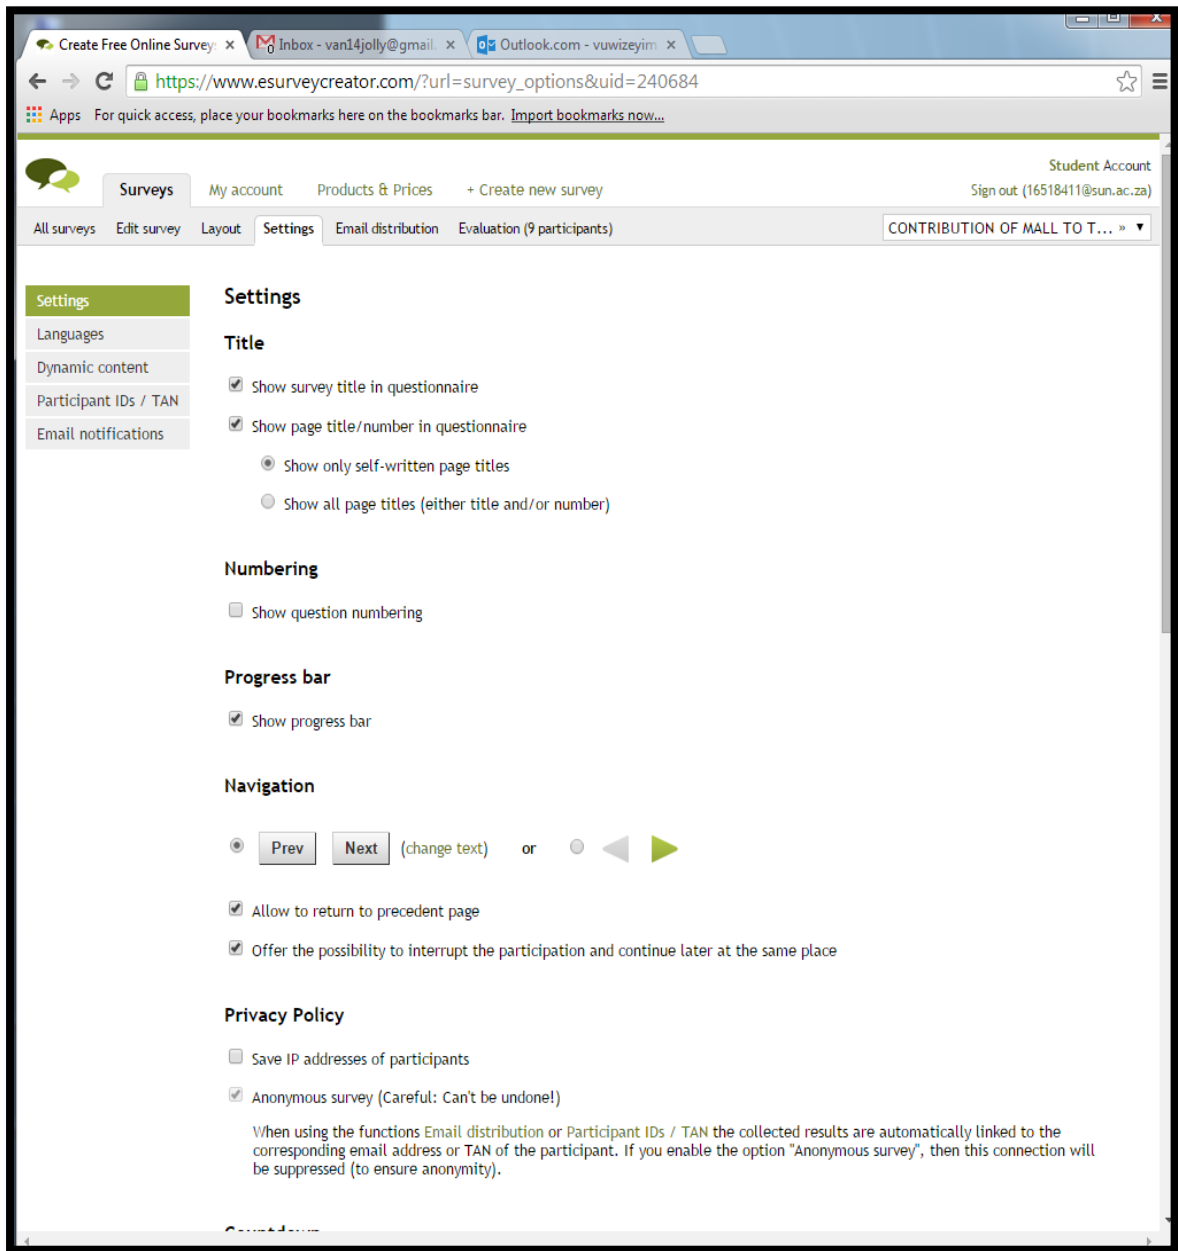 Create Free Online Survey
Inbox - van14jolly@gmail.
Outlook.com - vuwizeyim
https://www.esurveycreator.com/?url=survey_options&uid=240684
Apps For quick access, place your bookmarks here on the bookmarks bar. Import bookmarks now...
Student Account
Surveys My account Products & Prices + Create new survey Sign out (16518411@sun.ac.za)
All surveys Edit survey Layout Settings Email distribution Evaluation (9 participants) CONTRIBUTION OF MALL TO T... »
Settings
Languages
Dynamic content
Participant IDs / TAN
Email notifications
Settings
Title
Show survey title in questionnaire
Show page title/number in questionnaire
Show only self-written page titles
Show all page titles (either title and/or number)
Numbering
Show question numbering
Progress bar
Show progress bar
Navigation
Prev Next (change text) or
Allow to return to precedent page
Offer the possibility to interrupt the participation and continue later at the same place
Privacy Policy
Save IP addresses of participants
Anonymous survey (Careful: Can't be undone!)
When using the functions Email distribution or Participant IDs / TAN the collected results are automatically linked to the
corresponding email address or TAN of the participant. If you enable the option "Anonymous survey", then this connection will
be suppressed (to ensure anonymity).
Countdown